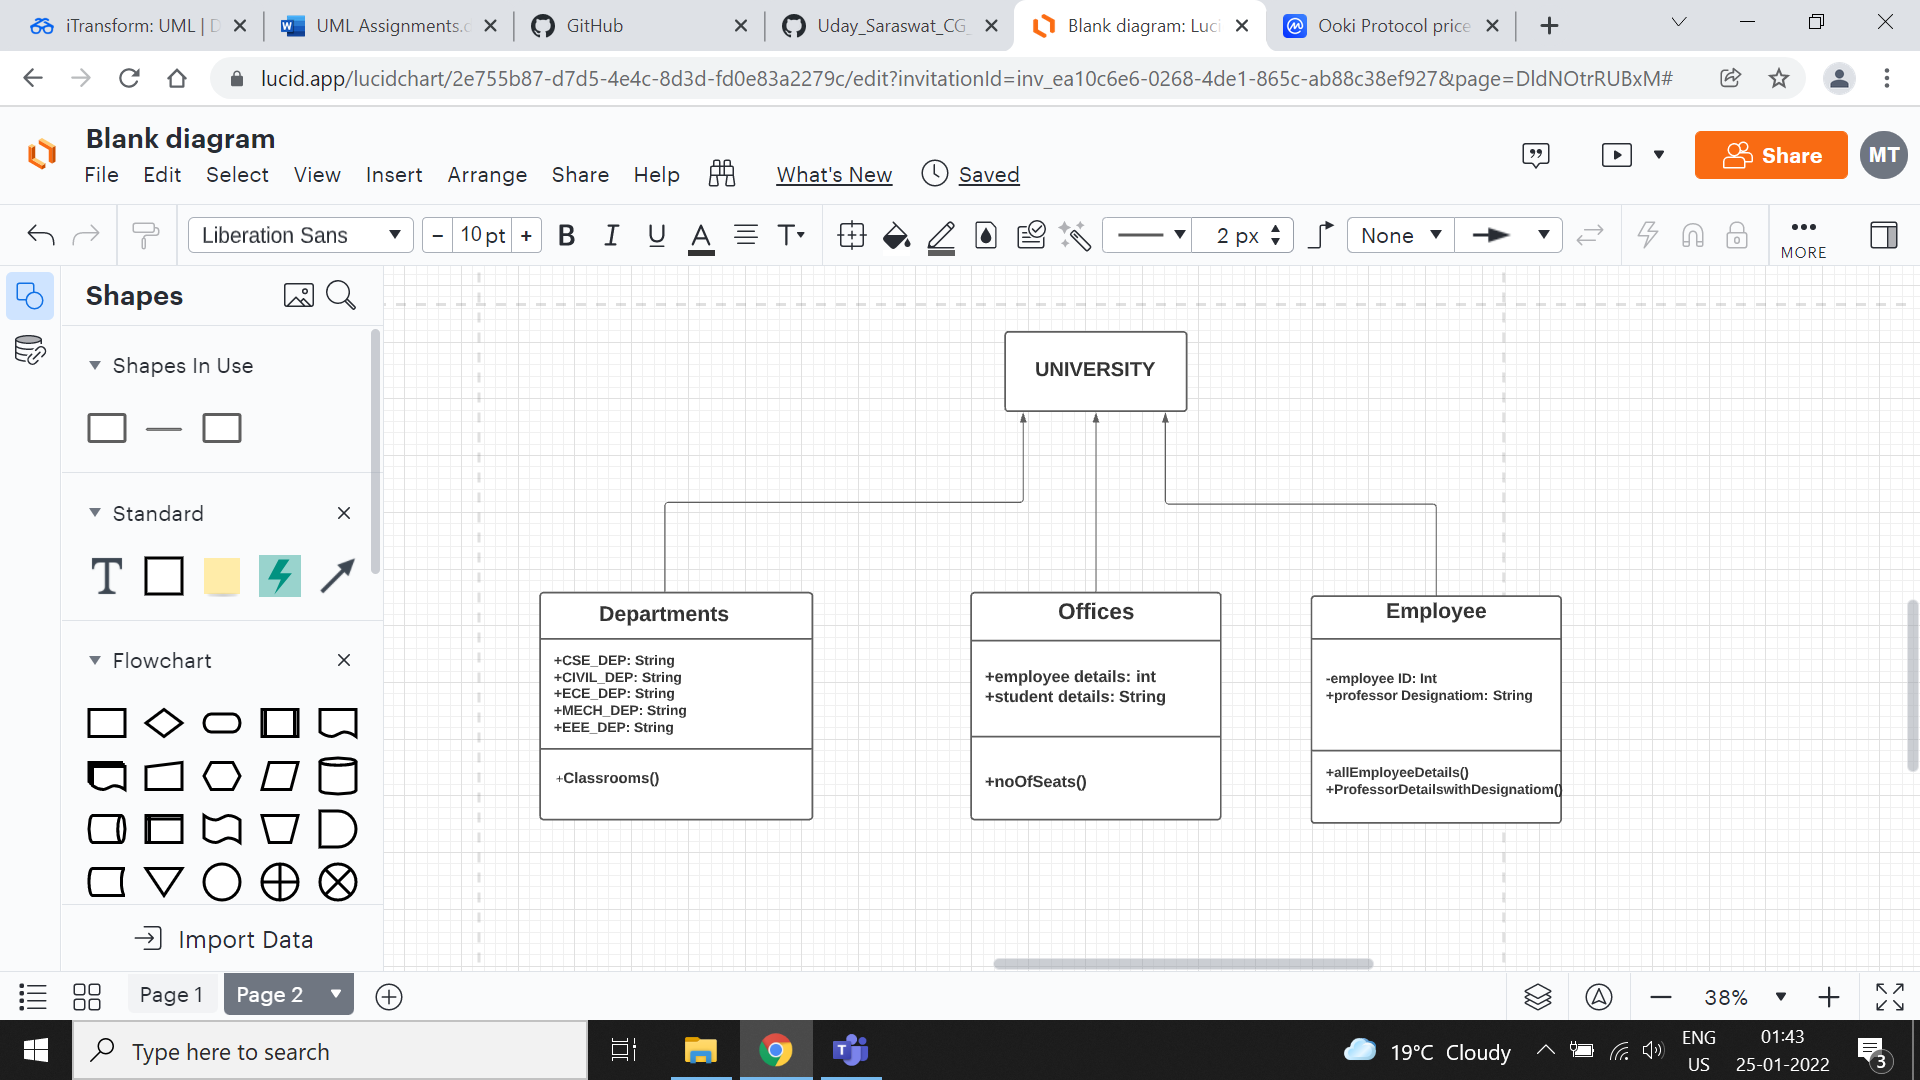 iTransform: UML | D
UML Assignments.d
GitHub
Uday_Saraswat_CG_
Blank diagram: Luci
Ooki Protocol price
lucid.app/lucidchart/2e755b87-d7d5-4e4c-8d3d-fd0e83a2279c/edit?invitationId=inv_ea10c6e6-0268-4de1-865c-ab88c38ef927&page=DldNOtrRUBxM#
Blank diagram
File Edit Select View Insert Arrange Share Help What's New Saved
Share
MT
Liberation Sans
- 10 pt +
B I U A T
2 px
None
MORE
Shapes
Shapes In Use
Standard
T
Flowchart
Import Data
UNIVERSITY
Departments
+CSE_DEP: String
+CIVIL_DEP: String
+ECE_DEP: String
+MECH_DEP: String
+EEE_DEP: String
+Classrooms()
Offices
+employee details: int
+student details: String
+noOfSeats()
Employee
-employee ID: Int
+professor Designatiom: String
+allEmployeeDetails()
+ProfessorDetailswithDesignatiom()
Page 1
Page 2
38%
Type here to search
19°C Cloudy
ENG
US
01:43
25-01-2022
3